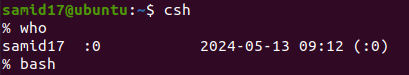 samid17@ubuntu:~$ csh
% who
samid17  :0           2024-05-13 09:12 (:0)
% bash